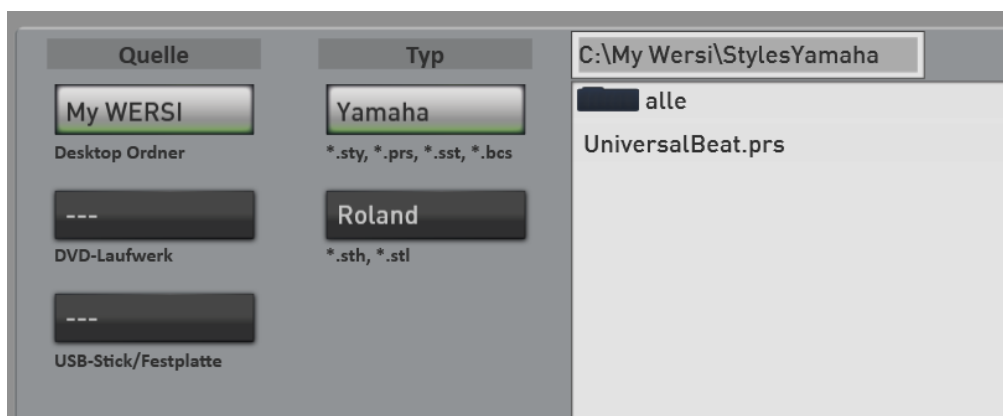 Quelle
My WERSI
Desktop Ordner
---
DVD-Laufwerk
---
USB-Stick/Festplatte
Typ
Yamaha
*.sty, *.prs, *.sst, *.bcs
Roland
*.sth, *.stl
C:\My Wersi\StylesYamaha
alle
UniversalBeat.prs